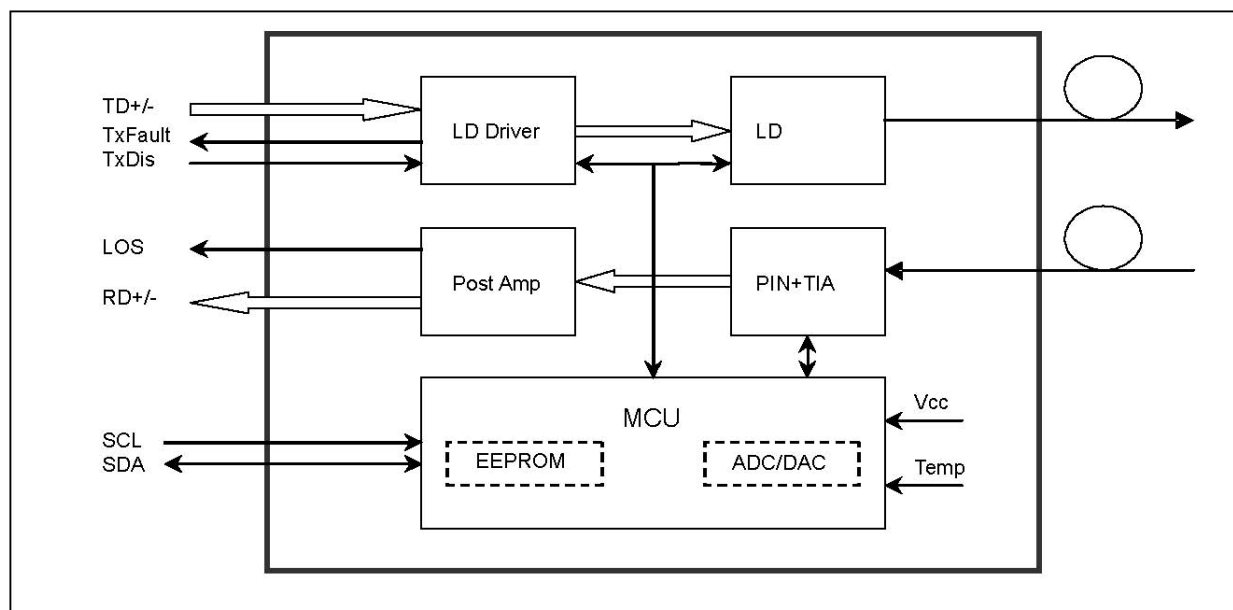 TD+/-
TxFault
TxDis
LD Driver
LD
LOS
RD+/-
Post Amp
PIN+TIA
MCU
SCL
SDA
EEPROM
ADC/DAC
Vcc
Temp